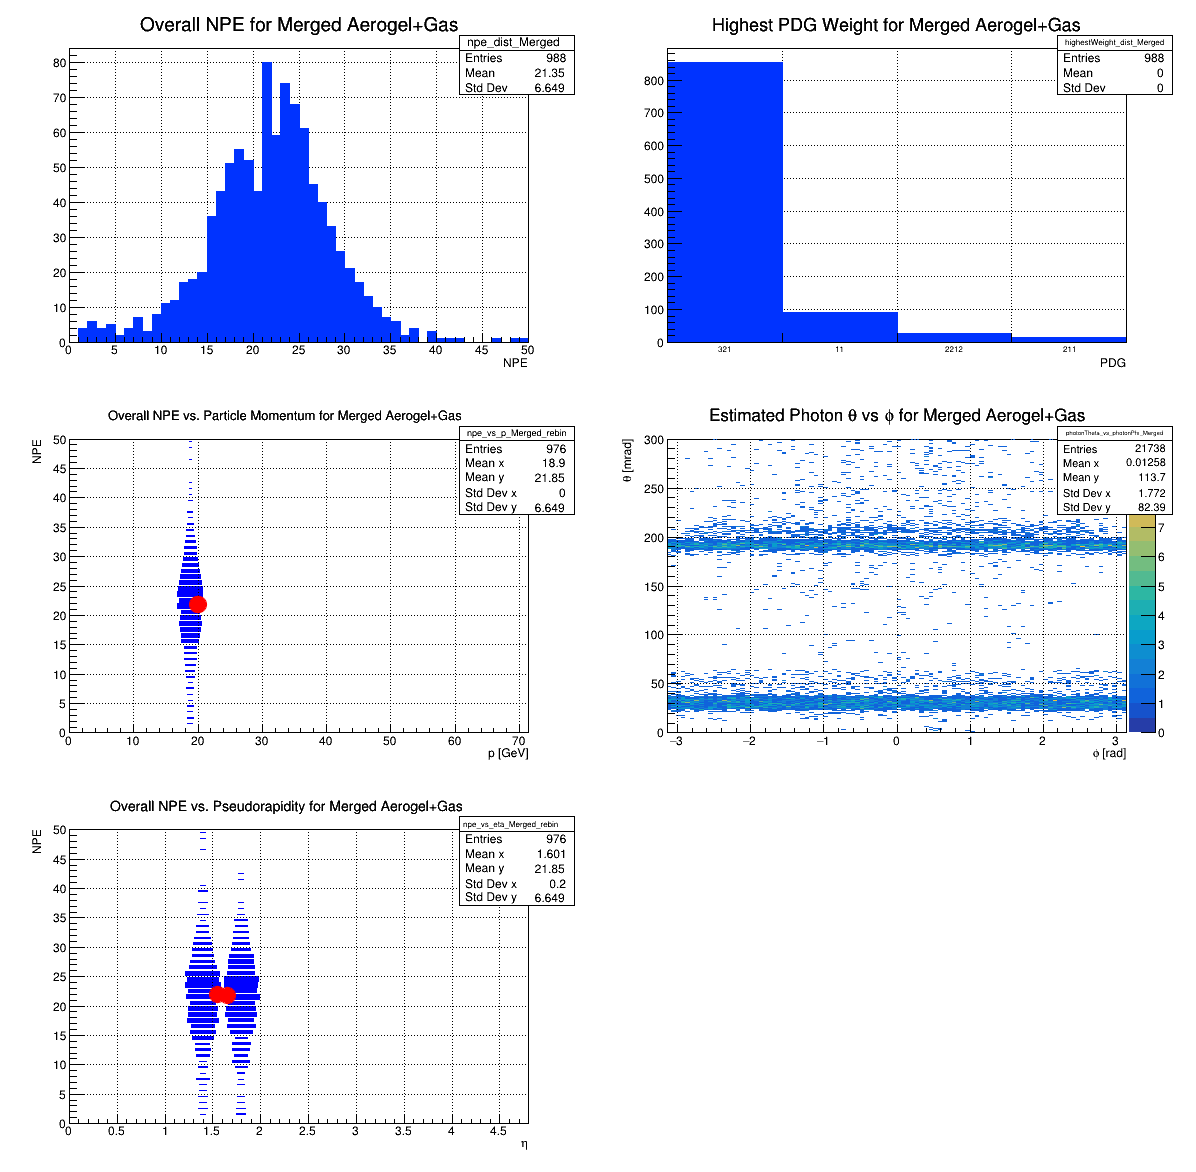 Overall NPE for Merged Aerogel+Gas
npe_dist_Merged
Entries 988
Mean 21.35
Std Dev 6.649
80
70
60
50
40
30
20
10
0
0 5 10 15 20 25 30 35 40 45 50
NPE
Highest PDG Weight for Merged Aerogel+Gas
highestWeight_dist_Merged
Entries 988
Mean 0
Std Dev 0
800
700
600
500
400
300
200
100
0
321 11 2212 211
PDG
Overall NPE vs. Particle Momentum for Merged Aerogel+Gas
npe_vs_p_Merged_rebin
Entries 976
Mean x 18.9
Mean y 21.85
Std Dev x 0
Std Dev y 6.649
NPE
50
45
40
35
30
25
20
15
10
5
0
0 10 20 30 40 50 60 70
p [GeV]
Estimated Photon θ vs ϕ for Merged Aerogel+Gas
photonTheta_vs_photonPhi_Merged
Entries 21738
Mean x 0.01258
Mean y 113.7
Std Dev x 1.772
Std Dev y 82.39
θ [mrad]
300
250
200
150
100
50
0
−3 −2 −1 0 1 2 3
ϕ [rad]
7
6
5
4
3
2
1
0
Overall NPE vs. Pseudorapidity for Merged Aerogel+Gas
npe_vs_eta_Merged_rebin
Entries 976
Mean x 1.601
Mean y 21.85
Std Dev x 0.2
Std Dev y 6.649
NPE
50
45
40
35
30
25
20
15
10
5
0
0 0.5 1 1.5 2 2.5 3 3.5 4 4.5
η